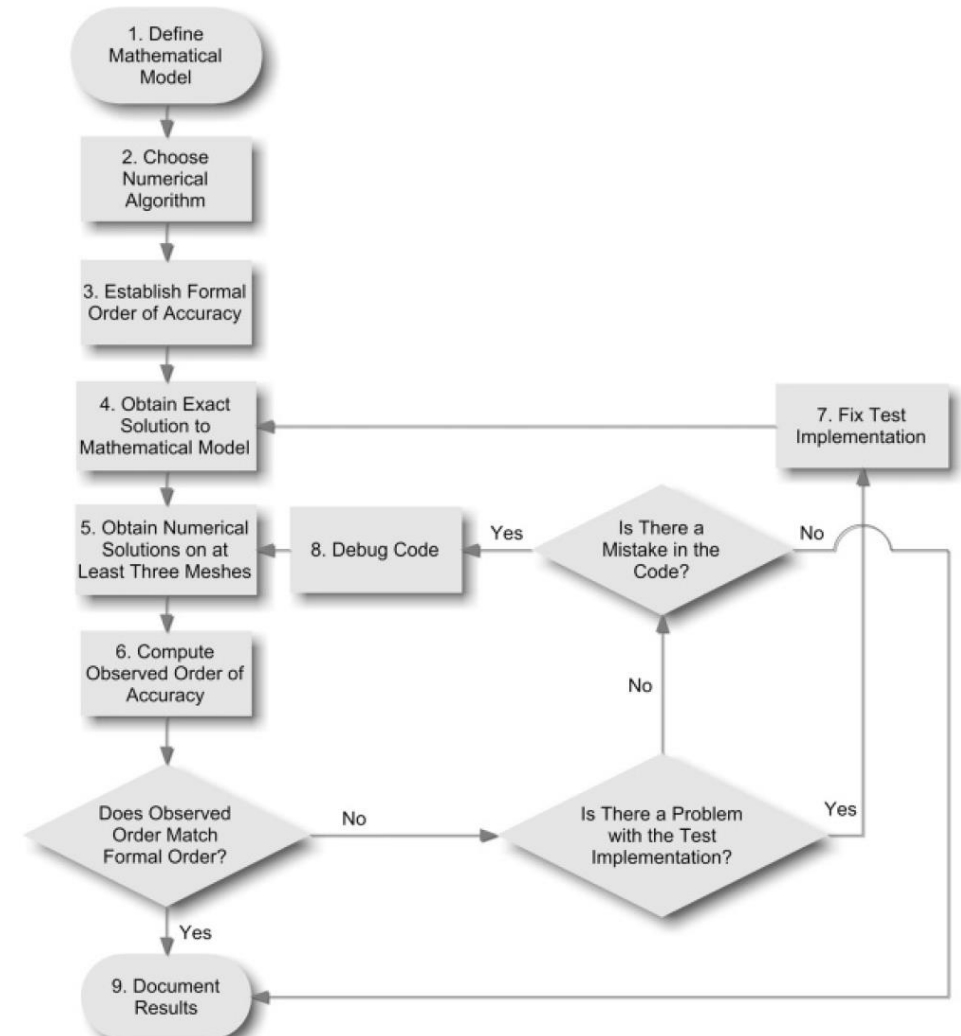 1. Define
Mathematical
Model
2. Choose
Numerical
Algorithm
3. Establish Formal
Order of Accuracy
4. Obtain Exact
Solution to
Mathematical Model
7. Fix Test
Implementation
5. Obtain Numerical
Solutions on at
Least Three Meshes
8. Debug Code
Yes
Is There a
Mistake in the
Code?
No
6. Compute
Observed Order of
Accuracy
No
Does Observed
Order Match
Formal Order?
No
Is There a Problem
with the Test
Implementation?
Yes
Yes
9. Document
Results